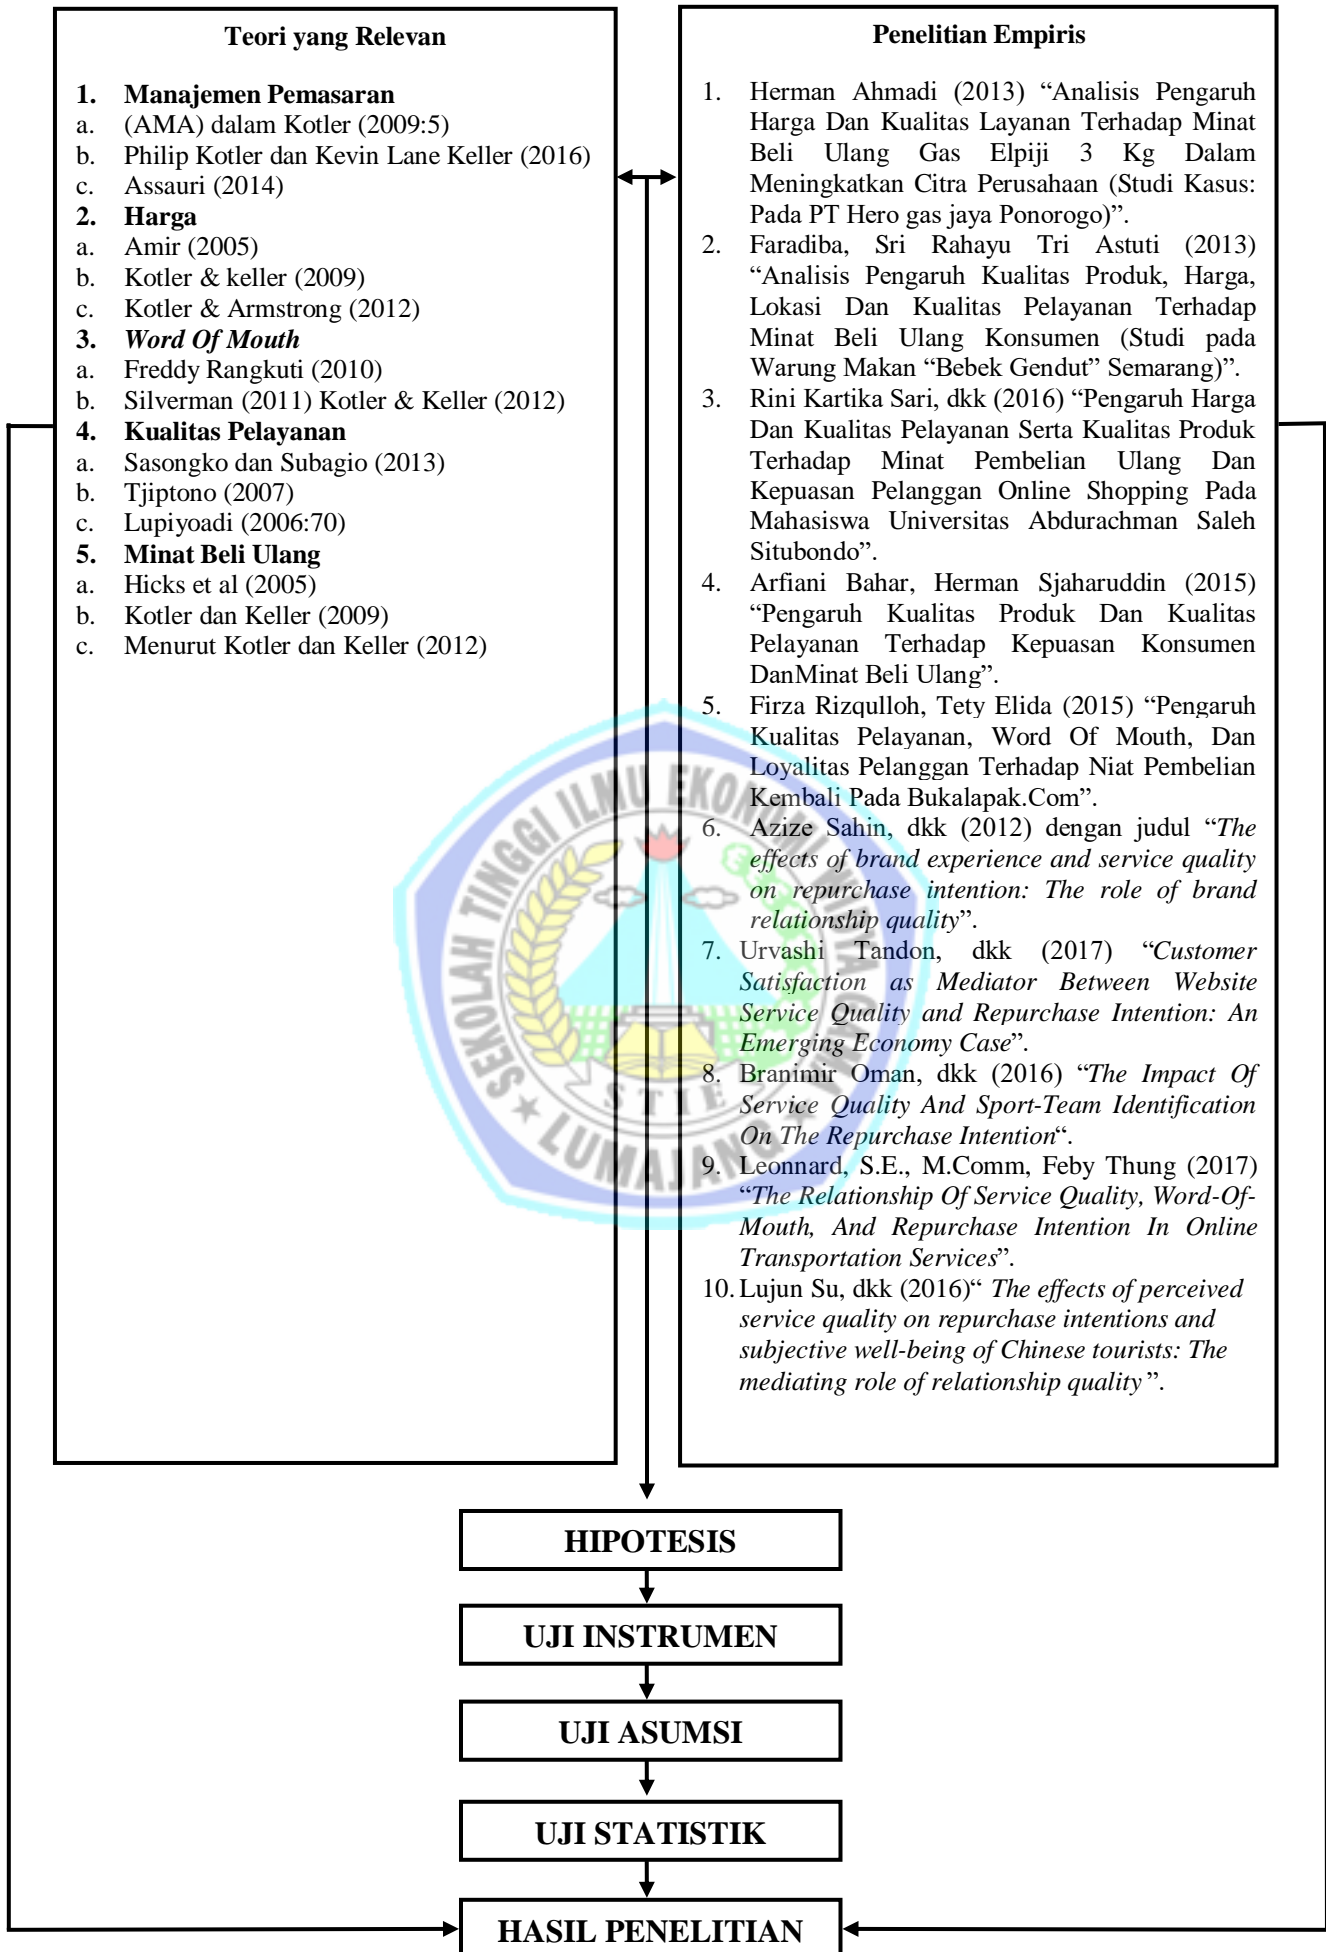 Teori yang Relevan
1. Manajemen Pemasaran
a. (AMA) dalam Kotler (2009:5)
b. Philip Kotler dan Kevin Lane Keller (2016)
c. Assauri (2014)
2. Harga
a. Amir (2005)
b. Kotler & keller (2009)
c. Kotler & Armstrong (2012)
3. Word Of Mouth
a. Freddy Rangkuti (2010)
b. Silverman (2011) Kotler & Keller (2012)
4. Kualitas Pelayanan
a. Sasongko dan Subagio (2013)
b. Tjiptono (2007)
c. Lupiyoadi (2006:70)
5. Minat Beli Ulang
a. Hicks et al (2005)
b. Kotler dan Keller (2009)
c. Menurut Kotler dan Keller (2012)
Penelitian Empiris
1. Herman Ahmadi (2013) “Analisis Pengaruh
Harga Dan Kualitas Layanan Terhadap Minat
Beli Ulang Gas Elpiji 3 Kg Dalam
Meningkatkan Citra Perusahaan (Studi Kasus:
Pada PT Hero gas jaya Ponorogo)”.
2. Faradiba, Sri Rahayu Tri Astuti (2013)
“Analisis Pengaruh Kualitas Produk, Harga,
Lokasi Dan Kualitas Pelayanan Terhadap
Minat Beli Ulang Konsumen (Studi pada
Warung Makan “Bebek Gendut” Semarang)”.
3. Rini Kartika Sari, dkk (2016) “Pengaruh Harga
Dan Kualitas Pelayanan Serta Kualitas Produk
Terhadap Minat Pembelian Ulang Dan
Kepuasan Pelanggan Online Shopping Pada
Mahasiswa Universitas Abdurachman Saleh
Situbondo”.
4. Arfiani Bahar, Herman Sjaharuddin (2015)
“Pengaruh Kualitas Produk Dan Kualitas
Pelayanan Terhadap Kepuasan Konsumen
DanMinat Beli Ulang”.
5. Firza Rizqulloh, Tety Elida (2015) “Pengaruh
Kualitas Pelayanan, Word Of Mouth, Dan
Loyalitas Pelanggan Terhadap Niat Pembelian
Kembali Pada Bukalapak.Com”.
6. Azize Sahin, dkk (2012) dengan judul “The
effects of brand experience and service quality
on repurchase intention: The role of brand
relationship quality”.
7. Urvashi Tandon, dkk (2017) “Customer
Satisfaction as Mediator Between Website
Service Quality and Repurchase Intention: An
Emerging Economy Case”.
8. Branimir Oman, dkk (2016) “The Impact Of
Service Quality And Sport-Team Identification
On The Repurchase Intention“.
9. Leonnard, S.E., M.Comm, Feby Thung (2017)
“The Relationship Of Service Quality, Word-Of-
Mouth, And Repurchase Intention In Online
Transportation Services”.
10. Lujun Su, dkk (2016)“ The effects of perceived
service quality on repurchase intentions and
subjective well-being of Chinese tourists: The
mediating role of relationship quality ”.
SEKOLAH TINGGI ILMU EKONOMI WIDYA GAMA
STIE
LUMAJANG
HIPOTESIS
UJI INSTRUMEN
UJI ASUMSI
UJI STATISTIK
HASIL PENELITIAN